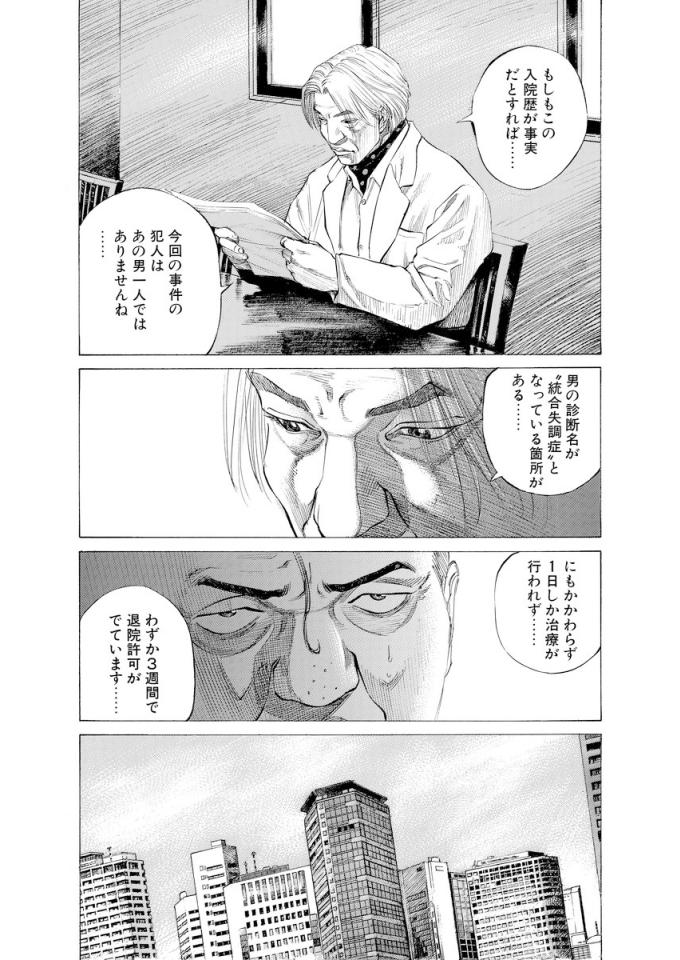 もしもこの
入院歴が事実
だとすれば……
今回の事件の
犯人は
あの男一人では
ありませんね
……
男の診断名が
〝統合失調症〟と
なっている箇所が
ある……
にもかかわらず
1日しか治療が
行われず……
わずか3週間で
退院許可が
でています……